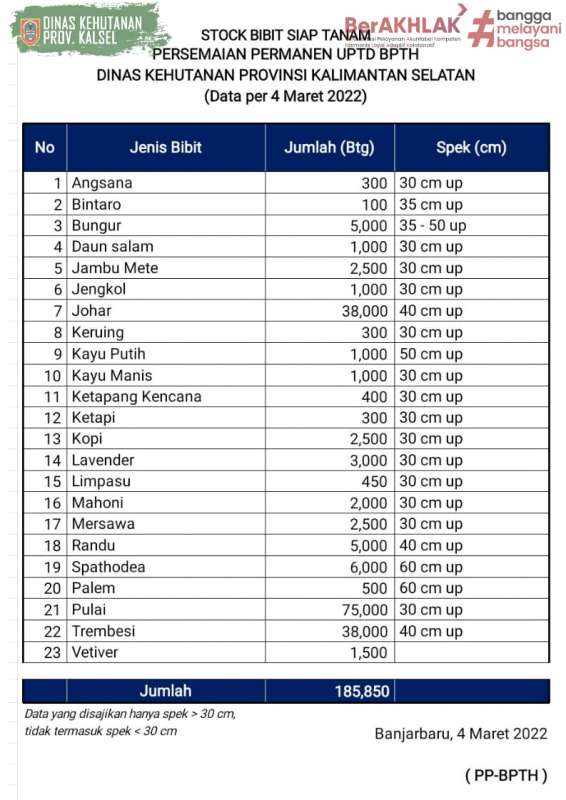 DINAS KEHUTANAN
PROV. KALSEL
BerAKHLAK
#bangga
melayani
bangsa
STOCK BIBIT SIAP TANAM
PERSEMAIAN PERMANEN UPTD BPTH
DINAS KEHUTANAN PROVINSI KALIMANTAN SELATAN
(Data per 4 Maret 2022)
No Jenis Bibit Jumlah (Btg) Spek (cm)
1 Angsana 300 30 cm up
2 Bintaro 100 35 cm up
3 Bungur 5,000 35 - 50 up
4 Daun salam 1,000 30 cm up
5 Jambu Mete 2,500 30 cm up
6 Jengkol 1,000 30 cm up
7 Johar 38,000 40 cm up
8 Keruing 300 30 cm up
9 Kayu Putih 1,000 50 cm up
10 Kayu Manis 1,000 30 cm up
11 Ketapang Kencana 400 30 cm up
12 Ketapi 300 30 cm up
13 Kopi 2,500 30 cm up
14 Lavender 3,000 30 cm up
15 Limpasu 450 30 cm up
16 Mahoni 2,000 30 cm up
17 Mersawa 2,500 30 cm up
18 Randu 5,000 40 cm up
19 Spathodea 6,000 60 cm up
20 Palem 500 60 cm up
21 Pulai 75,000 30 cm up
22 Trembesi 38,000 40 cm up
23 Vetiver 1,500
Jumlah 185,850
Data yang disajikan hanya spek > 30 cm,
tidak termasuk spek < 30 cm
Banjarbaru, 4 Maret 2022
( PP-BPTH )